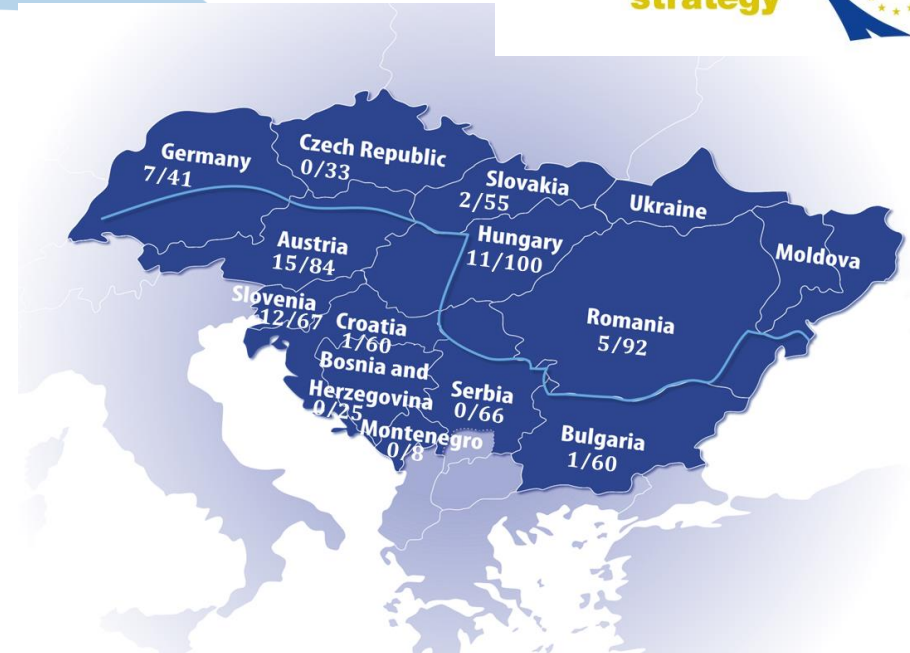 strategy
Germany
7/41
Czech Republic
0/33
Slovakia
2/55
Ukraine
Austria
15/84
Hungary
11/100
Moldova
Slovenia
12/67
Croatia
1/60
Romania
5/92
Bosnia and
Herzegovina
0/25
Serbia
0/66
Montenegro
0/8
Bulgaria
1/60